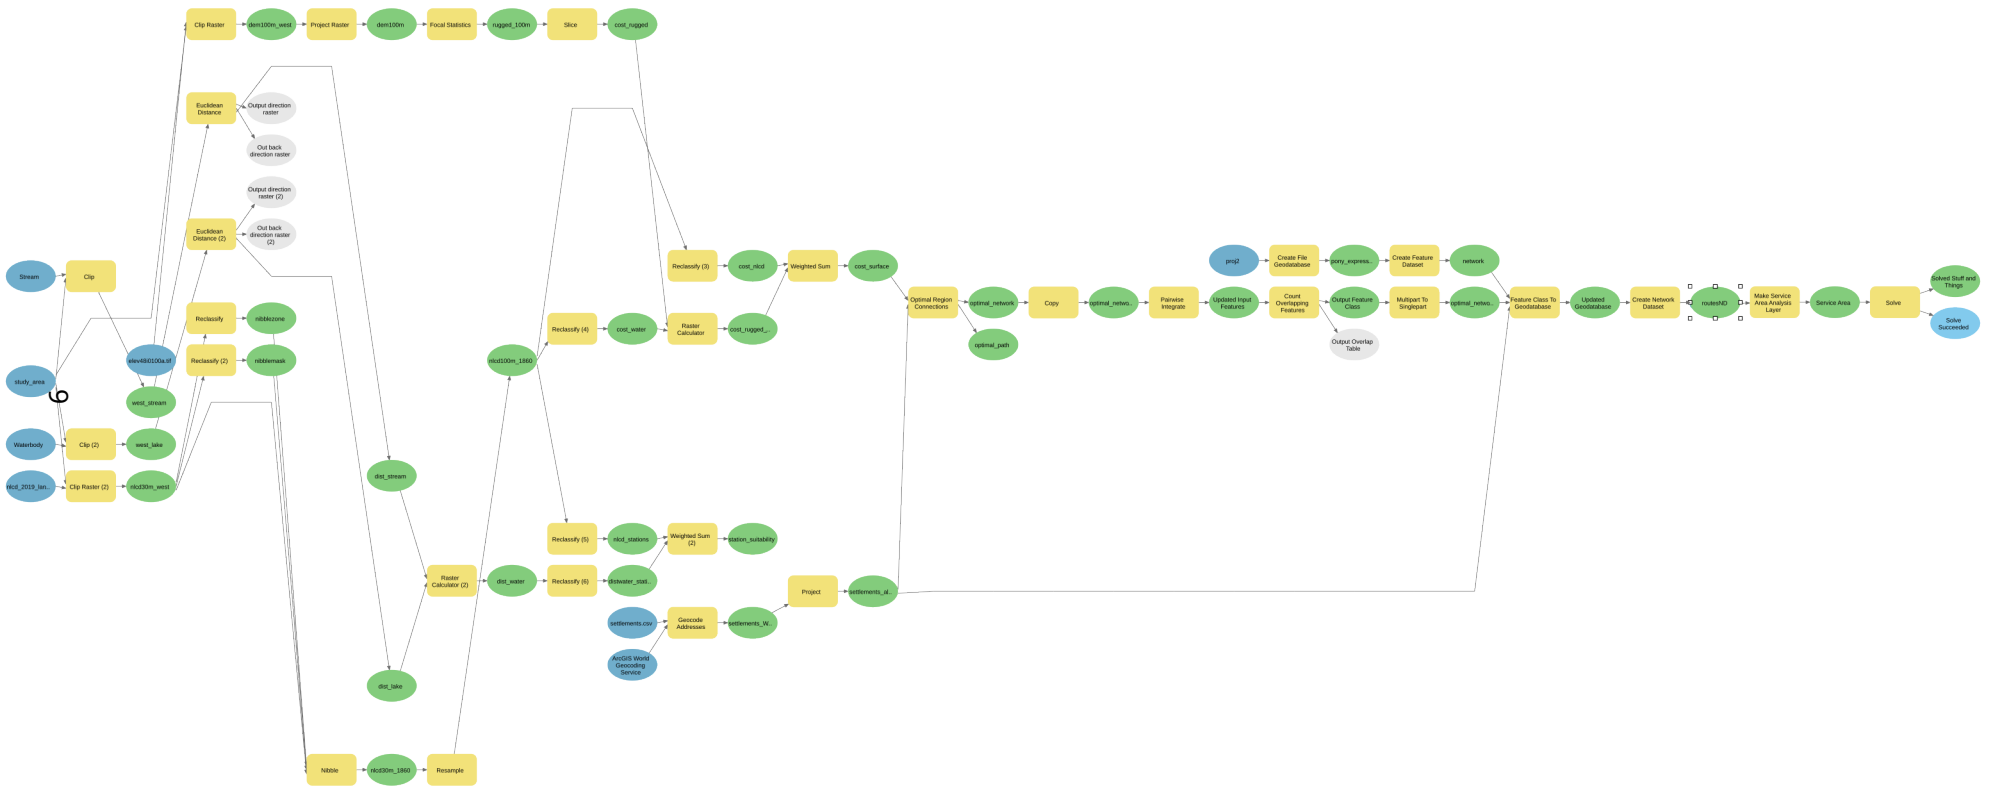 Clip Raster
dem100m_west
Project Raster
dem100m
Focal Statistics
rugged_100m
Slice
cost_rugged
Euclidean
Distance
Output direction
raster
Out back
direction raster
Output direction
raster (2)
Euclidean
Distance (2)
Out back
direction raster
(2)
Stream
Clip
Reclassify
nibblezone
Reclassify (2)
nibblemask
elev48i0100a.tif
study_area
9
west_stream
Waterbody
Clip (2)
west_lake
nlcd_2019_lan..
Clip Raster (2)
nlcd30m_west
dist_stream
dist_lake
Raster
Calculator (2)
dist_water
Nibble
nlcd30m_1860
Resample
nlcd100m_1860
Reclassify (3)
cost_nlcd
Weighted Sum
cost_surface
Reclassify (4)
cost_water
Raster
Calculator
cost_rugged_..
Reclassify (5)
nlcd_stations
Weighted Sum
(2)
station_suitability
Reclassify (6)
distwater_stati..
Project
settlements_al..
settlements.csv
Geocode
Addresses
settlements_W..
ArcGIS World
Geocoding
Service
Optimal Region
Connections
optimal_network
optimal_path
Copy
optimal_netwo..
Pairwise
Integrate
Updated Input
Features
Count
Overlapping
Features
Output Feature
Class
Output Overlap
Table
Multipart To
Singlepart
optimal_netwo..
proj2
Create File
Geodatabase
pony_express..
Create Feature
Dataset
network
Feature Class To
Geodatabase
Updated
Geodatabase
Create Network
Dataset
routesND
Make Service
Area Analysis
Layer
Service Area
Solve
Solved Stuff and
Things
Solve
Succeeded